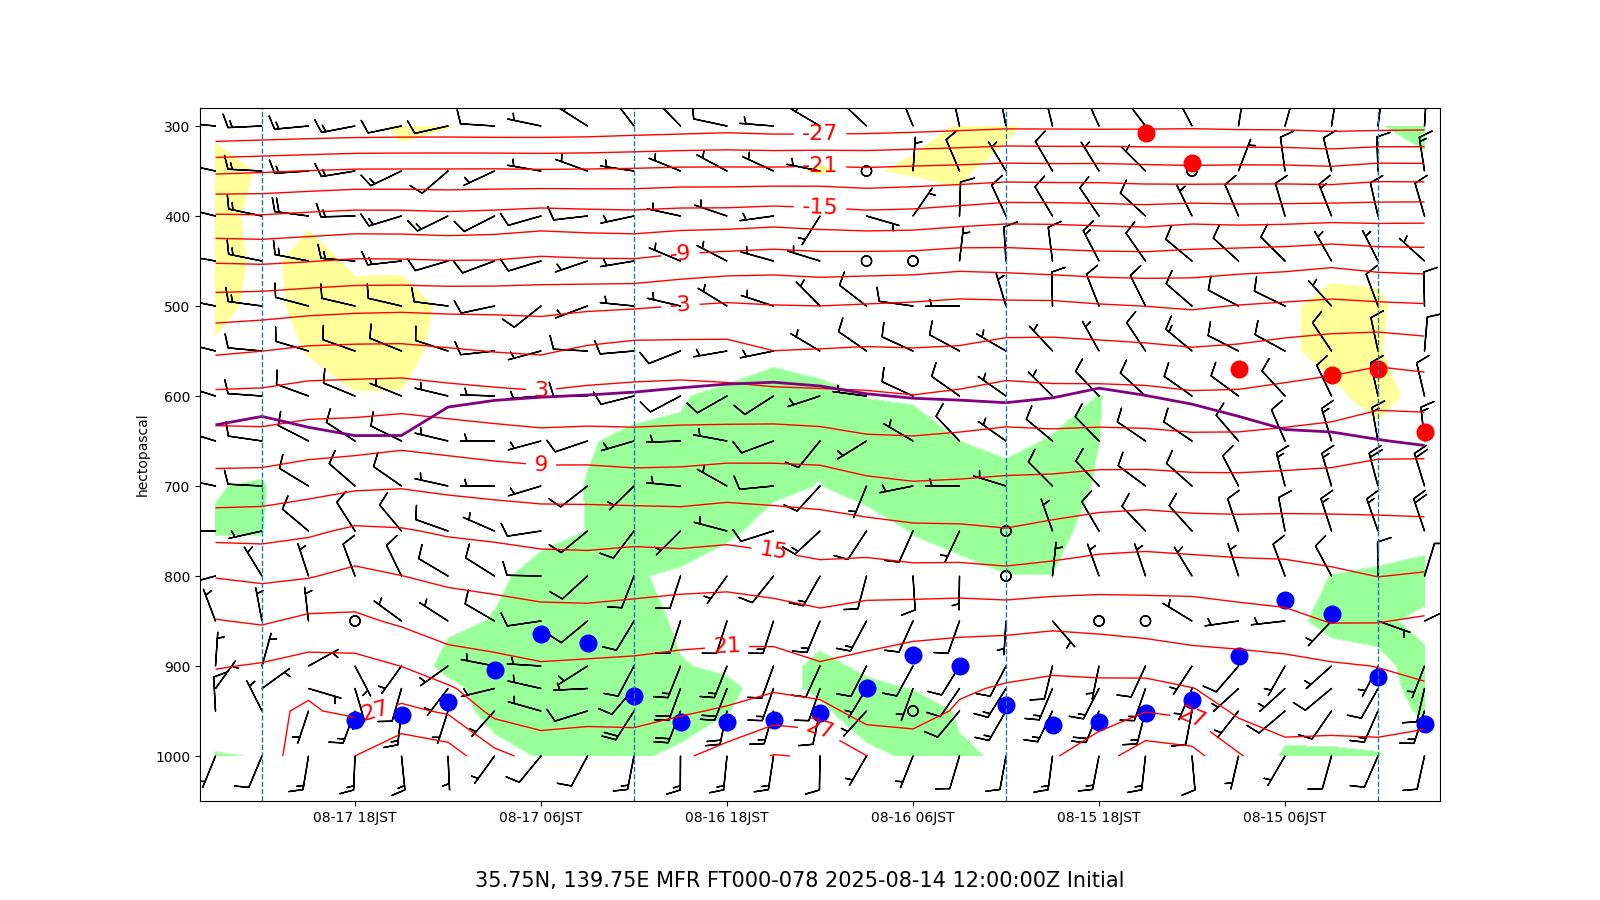 300
400
500
600
700
800
900
1000
hectopascal
-27
-21
-15
-9
-3
3
9
15
21
27
27
27
08-17 18JST
08-17 06JST
08-16 18JST
08-16 06JST
08-15 18JST
08-15 06JST
35.75N, 139.75E MFR FT000-078 2025-08-14 12:00:00Z Initial